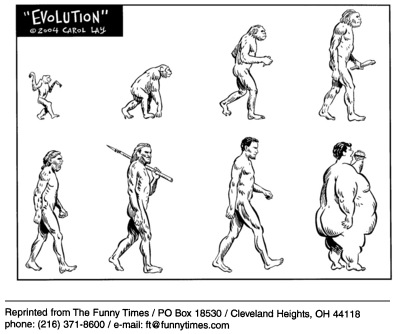 "EVOLUTION"
© 2004 CAROL LAY
Reprinted from The Funny Times / PO Box 18530 / Cleveland Heights, OH 44118
phone: (216) 371-8600 / e-mail: ft@funnytimes.com